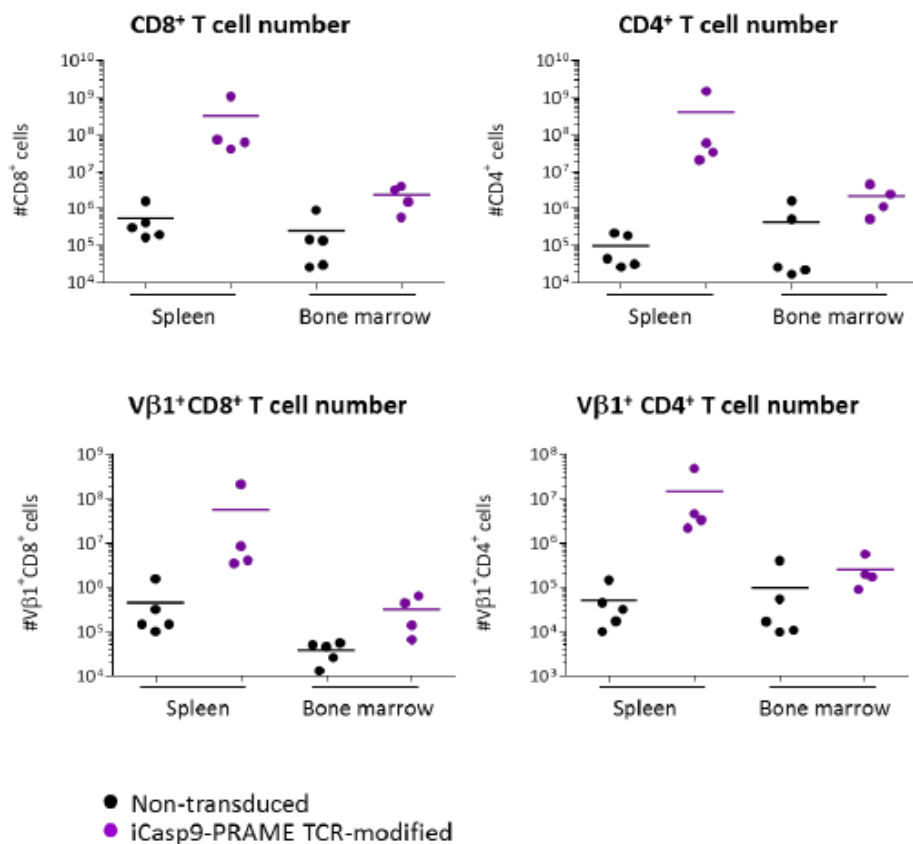 CD8⁺ T cell number
#CD8⁺ cells
10¹⁰
10⁹
10⁸
10⁷
10⁶
10⁵
10⁴
Spleen Bone marrow
CD4⁺ T cell number
#CD4⁺ cells
10¹⁰
10⁹
10⁸
10⁷
10⁶
10⁵
10⁴
Spleen Bone marrow
Vβ1⁺CD8⁺ T cell number
#Vβ1⁺CD8⁺ cells
10⁹
10⁸
10⁷
10⁶
10⁵
10⁴
Spleen Bone marrow
Vβ1⁺ CD4⁺ T cell number
#Vβ1⁺CD4⁺ cells
10⁸
10⁷
10⁶
10⁵
10⁴
10³
Spleen Bone marrow
Non-transduced
iCasp9-PRAME TCR-modified